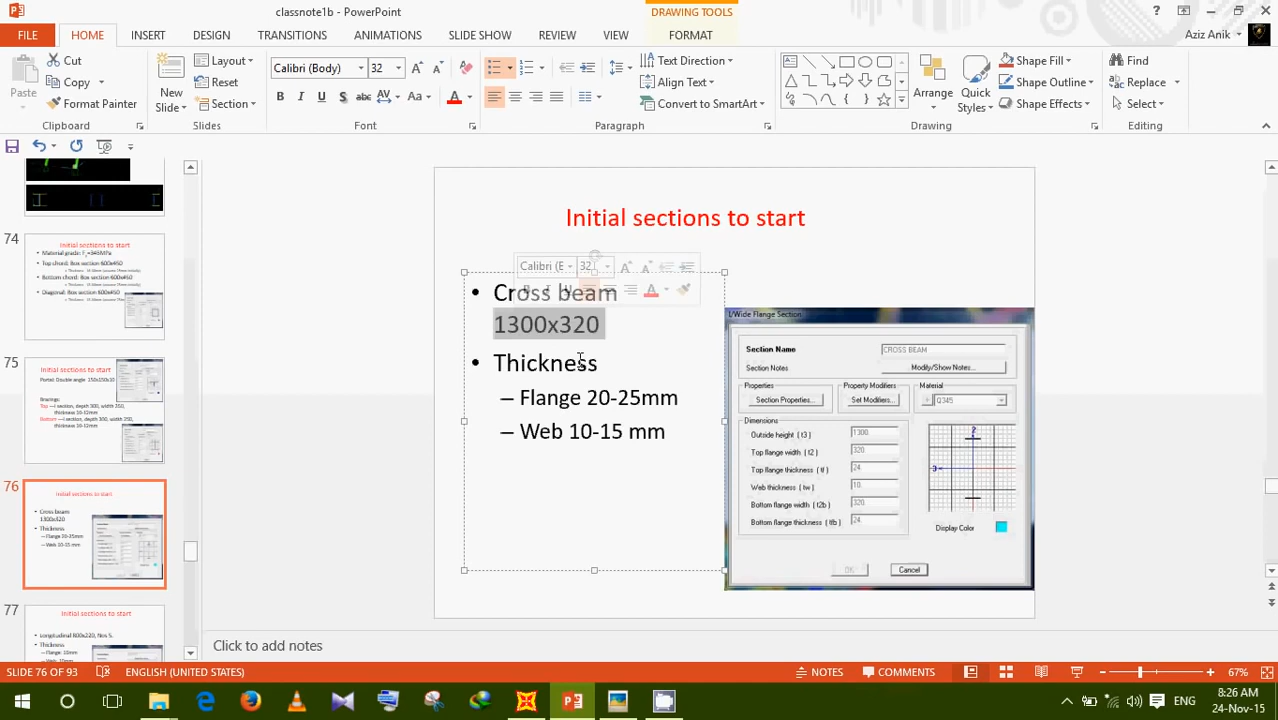 classnote1b - PowerPoint
DRAWING TOOLS
FILE HOME INSERT DESIGN TRANSITIONS ANIMATIONS SLIDE SHOW REVIEW VIEW FORMAT
Aziz Anik
Paste
Cut
Copy
Format Painter
New Slide
Layout
Reset
Section
Calibri (Body) 32
Text Direction
Align Text
Convert to SmartArt
Arrange
Quick Styles
Shape Fill
Shape Outline
Shape Effects
Find
Replace
Select
Clipboard Slides Font Paragraph Drawing Editing
74
Initial sections to start
75
Initial sections to start
76
Initial sections to start
Cross beam
1300x320
Thickness
– Flange 20-25mm
– Web 10-15 mm
77
Initial sections to start
Longitudinal 800x220, Nos 5.
Thickness
Initial sections to start
Calibri (E 32
• Cross beam
1300x320
• Thickness
– Flange 20-25mm
– Web 10-15 mm
I/Wide Flange Section
Section Name CROSS BEAM
Section Notes Modify/Show Notes...
Properties Property Modifiers Material
Section Properties... Set Modifiers... + Q345
Dimensions
Outside height ( t3 ) 1300
Top flange width ( t2 ) 320
Top flange thickness ( tf ) 24
Web thickness ( tw ) 10
Bottom flange width ( t2b ) 320
Bottom flange thickness ( tfb ) 24
2
3
Display Color
OK Cancel
Click to add notes
SLIDE 76 OF 93 ENGLISH (UNITED STATES) NOTES COMMENTS 67%
ENG
8:26 AM
24-Nov-15